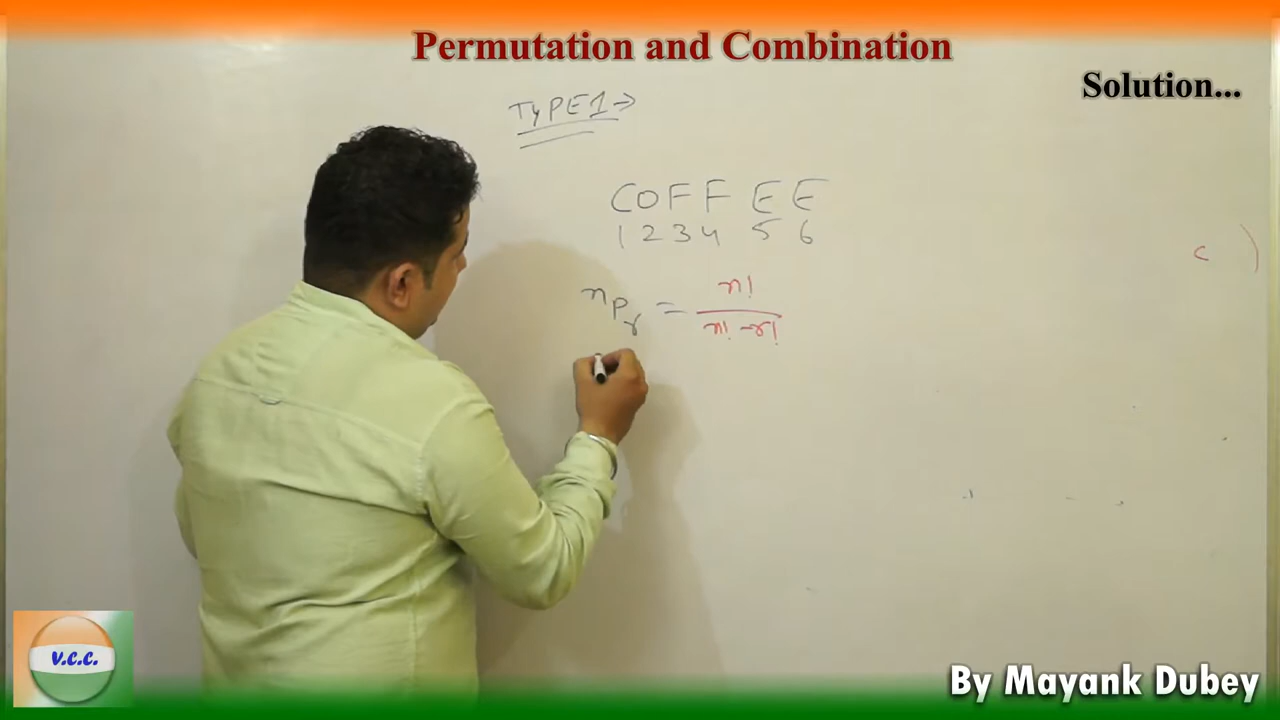 Permutation and Combination
Solution...
TYPE1→
COFFEE
1 2 3 4 5 6
nPr = n!
n! - r!
c )
V.C.C.
By Mayank Dubey